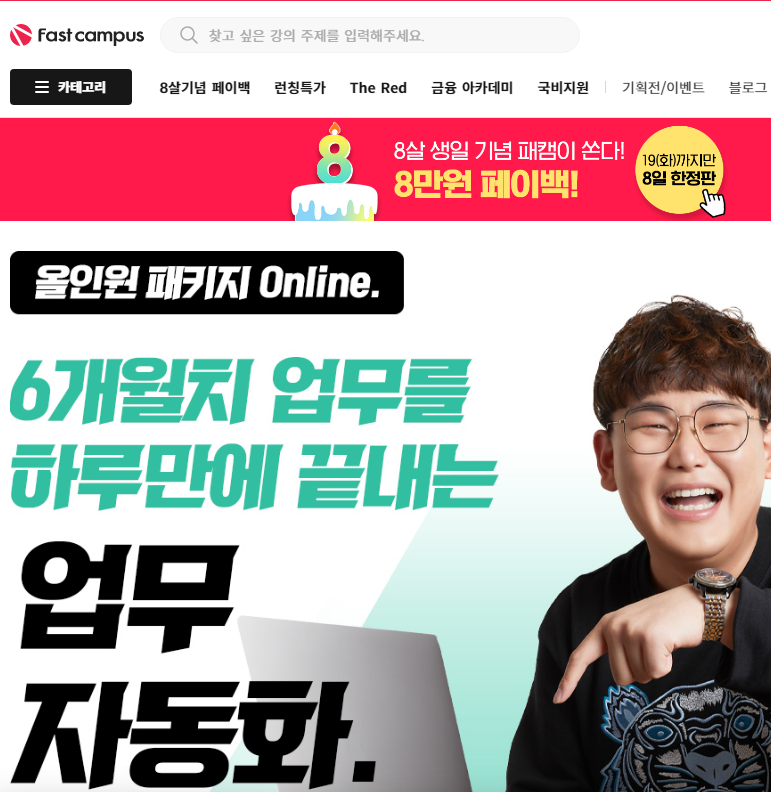 Fast campus
찾고 싶은 강의 주제를 입력해주세요.
카테고리
8살기념 페이백
런칭특가
The Red
금융 아카데미
국비지원
기획전/이벤트
블로그
8
8살 생일 기념 패캠이 쏜다!
8만원 페이백!
19(화)까지만
8일 한정판
올인원 패키지 Online.
6개월치 업무를
하루만에 끝내는
업무
자동화.